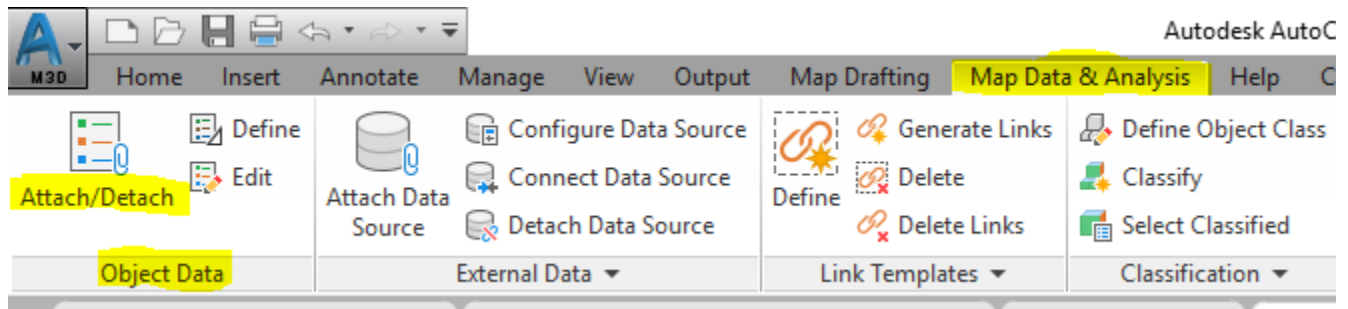 Autodesk AutoC
M3D Home Insert Annotate Manage View Output Map Drafting Map Data & Analysis Help C
Define Configure Data Source Generate Links Define Object Class
Edit Connect Data Source Delete Classify
Attach/Detach Attach Data Source Define
Detach Data Source Delete Links Select Classified
Object Data External Data Link Templates Classification